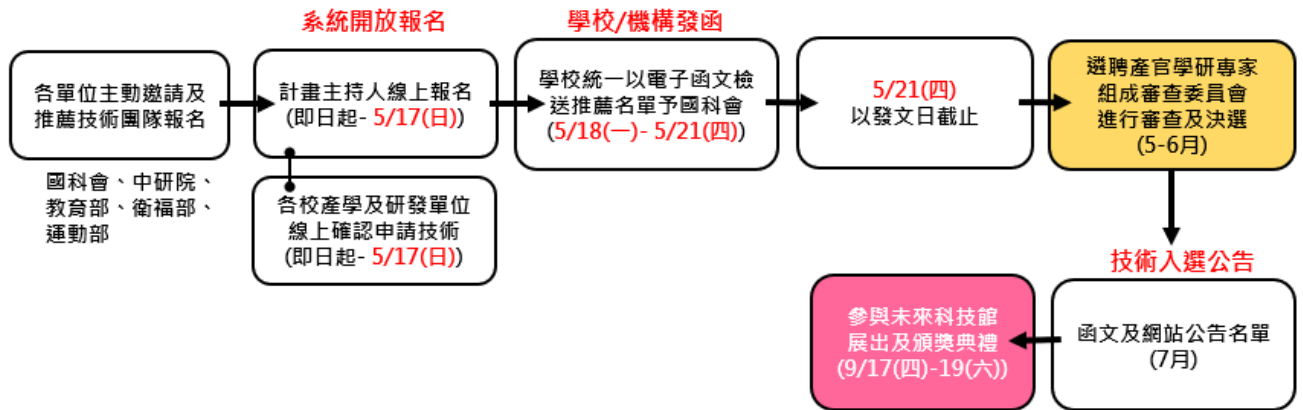 系統開放報名
學校/機構發函
各單位主動邀請及
推薦技術團隊報名
計畫主持人線上報名
(即日起- 5/17(日))
學校統一以電子函文檢
送推薦名單予國科會
(5/18(一)- 5/21(四))
5/21(四)
以發文日截止
遴聘產官學研專家
組成審查委員會
進行審查及決選
(5-6月)
國科會、中研院、
教育部、衛福部、
運動部
各校產學及研發單位
線上確認申請技術
(即日起- 5/17(日))
技術入選公告
函文及網站公告名單
(7月)
參與未來科技館
展出及頒獎典禮
(9/17(四)-19(六))